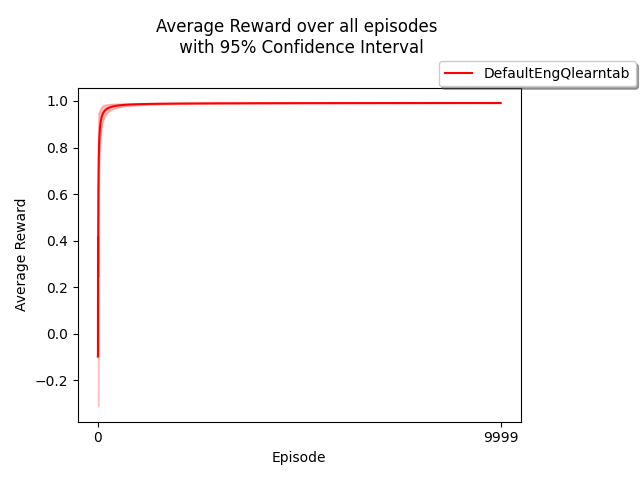 Average Reward over all episodes
with 95% Confidence Interval
DefaultEngQlearntab
1.0
0.8
0.6
0.4
0.2
0.0
−0.2
Average Reward
0
9999
Episode